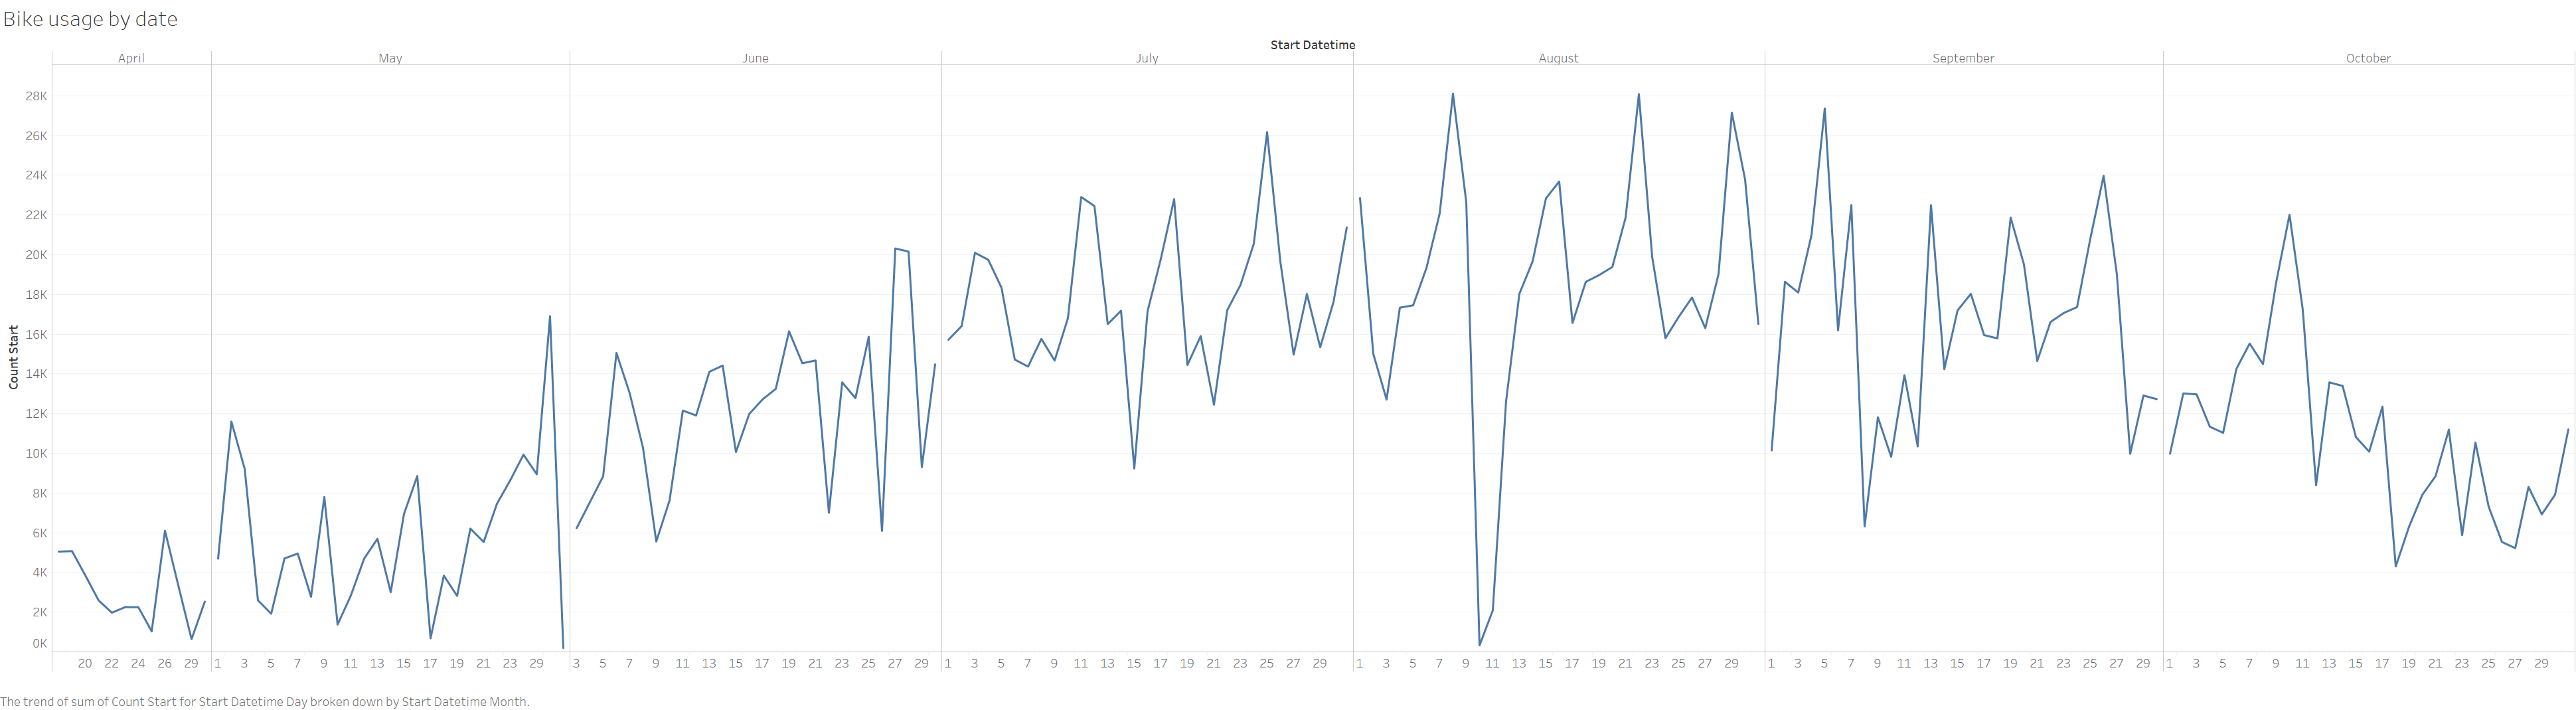 Bike usage by date
Start Datetime
April May June July August September October
28K
26K
24K
22K
20K
18K
16K
14K
12K
10K
8K
6K
4K
2K
0K
Count Start
20 22 24 26 29 1 3 5 7 9 11 13 15 17 19 21 23 29 3 5 7 9 11 13 15 17 19 21 23 25 27 29 1 3 5 7 9 11 13 15 17 19 21 23 25 27 29 1 3 5 7 9 11 13 15 17 19 21 23 25 27 29 1 3 5 7 9 11 13 15 17 19 21 23 25 27 29 1 3 5 7 9 11 13 15 17 19 21 23 25 27 29
The trend of sum of Count Start for Start Datetime Day broken down by Start Datetime Month.